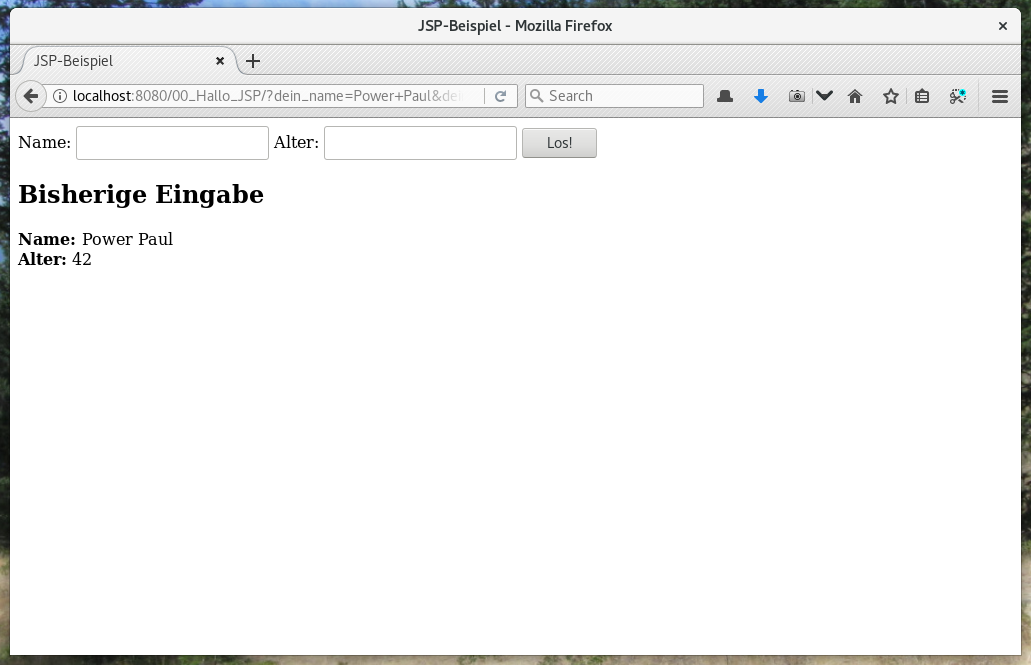 JSP-Beispiel - Mozilla Firefox
JSP-Beispiel
localhost:8080/00_Hallo_JSP/?dein_name=Power+Paul&de
Search
Name: Alter: Los!
Bisherige Eingabe
Name: Power Paul
Alter: 42